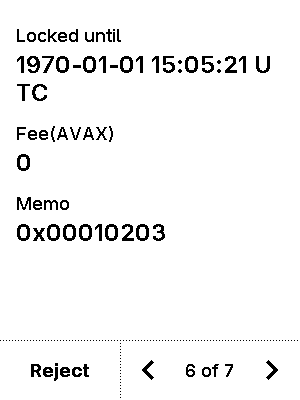 Locked until
1970-01-01 15:05:21 U
TC
Fee(AVAX)
0
Memo
0x00010203
Reject
6 of 7